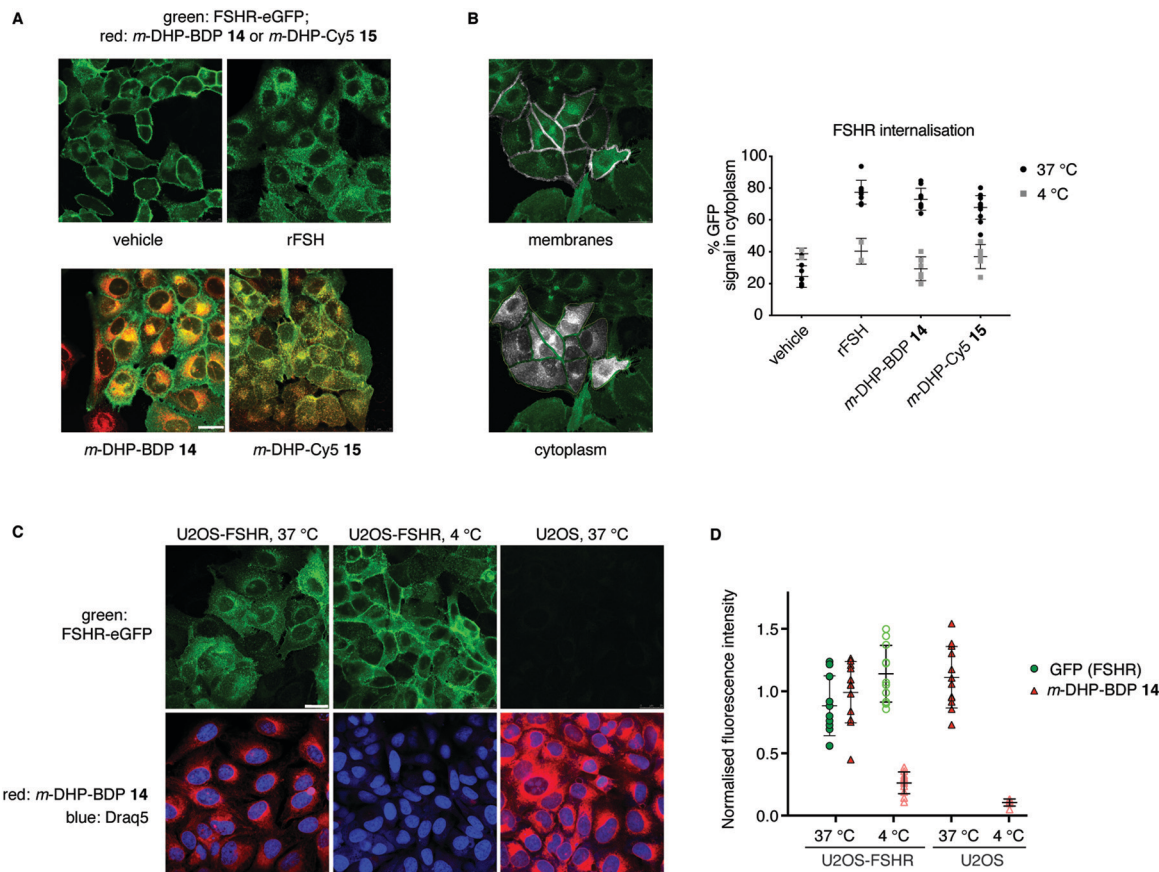 A
green: FSHR-eGFP;
red: m-DHP-BDP 14 or m-DHP-Cy5 15
vehicle
rFSH
m-DHP-BDP 14
m-DHP-Cy5 15
B
membranes
cytoplasm
FSHR internalisation
% GFP
signal in cytoplasm
100
80
60
40
20
0
vehicle
rFSH
m-DHP-BDP 14
m-DHP-Cy5 15
37 °C
4 °C
C
U2OS-FSHR, 37 °C
U2OS-FSHR, 4 °C
U2OS, 37 °C
green:
FSHR-eGFP
red: m-DHP-BDP 14
blue: Draq5
D
Normalised fluorescence intensity
1.5
1.0
0.5
0.0
37 °C
4 °C
37 °C
4 °C
U2OS-FSHR
U2OS
GFP (FSHR)
m-DHP-BDP 14